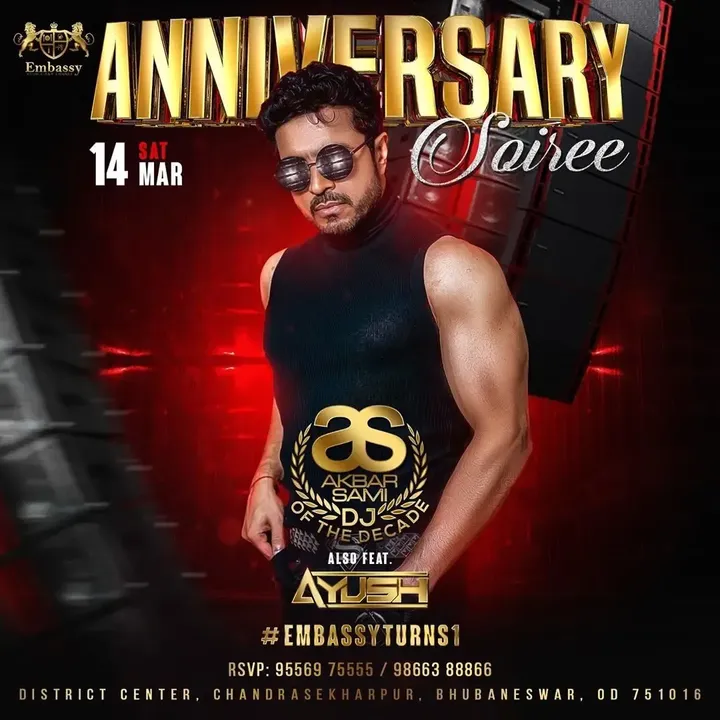 Embassy
ANNIVERSARY
Soiree
14 SAT MAR
AS
AKBAR
SAMI
DJ
OF THE DECADE
ALSO FEAT.
AYUSH
#EMBASSYTURNS1
RSVP: 95569 75555 / 98663 88866
DISTRICT CENTER, CHANDRASEKHARPUR, BHUBANESWAR, OD 751016